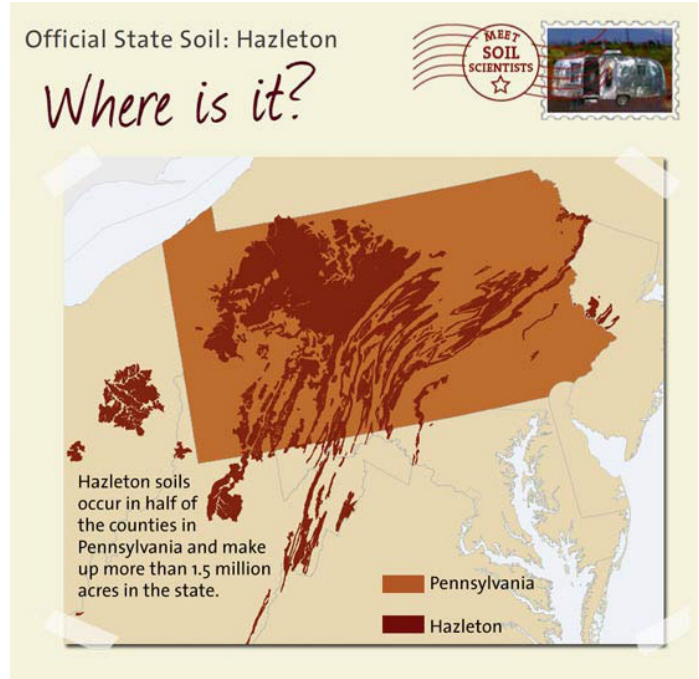 Official State Soil: Hazleton
MEET
SOIL
SCIENTISTS
Where is it?
Hazleton soils
occur in half of
the counties in
Pennsylvania and make
up more than 1.5 million
acres in the state.
Pennsylvania
Hazleton